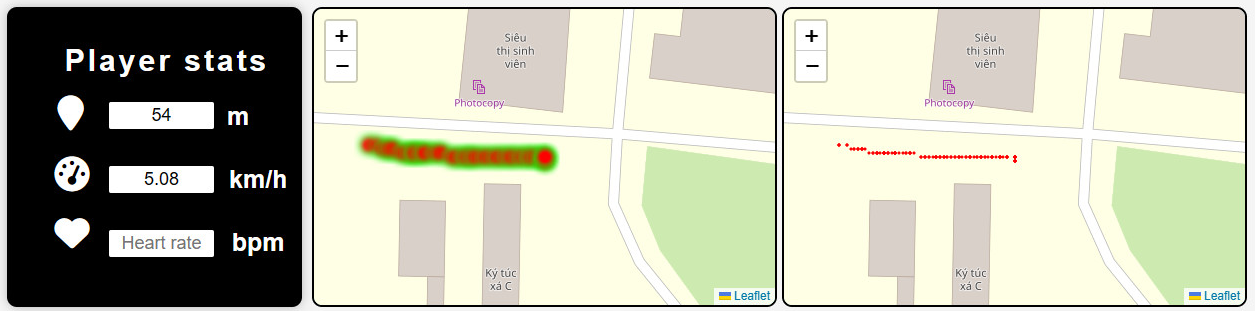 Player stats
54 m
5.08 km/h
Heart rate bpm
+
−
Siêu
thị sinh
viên
Photocopy
Ký túc
xá C
Leaflet
+
−
Siêu
thị sinh
viên
Photocopy
Ký túc
xá C
Leaflet